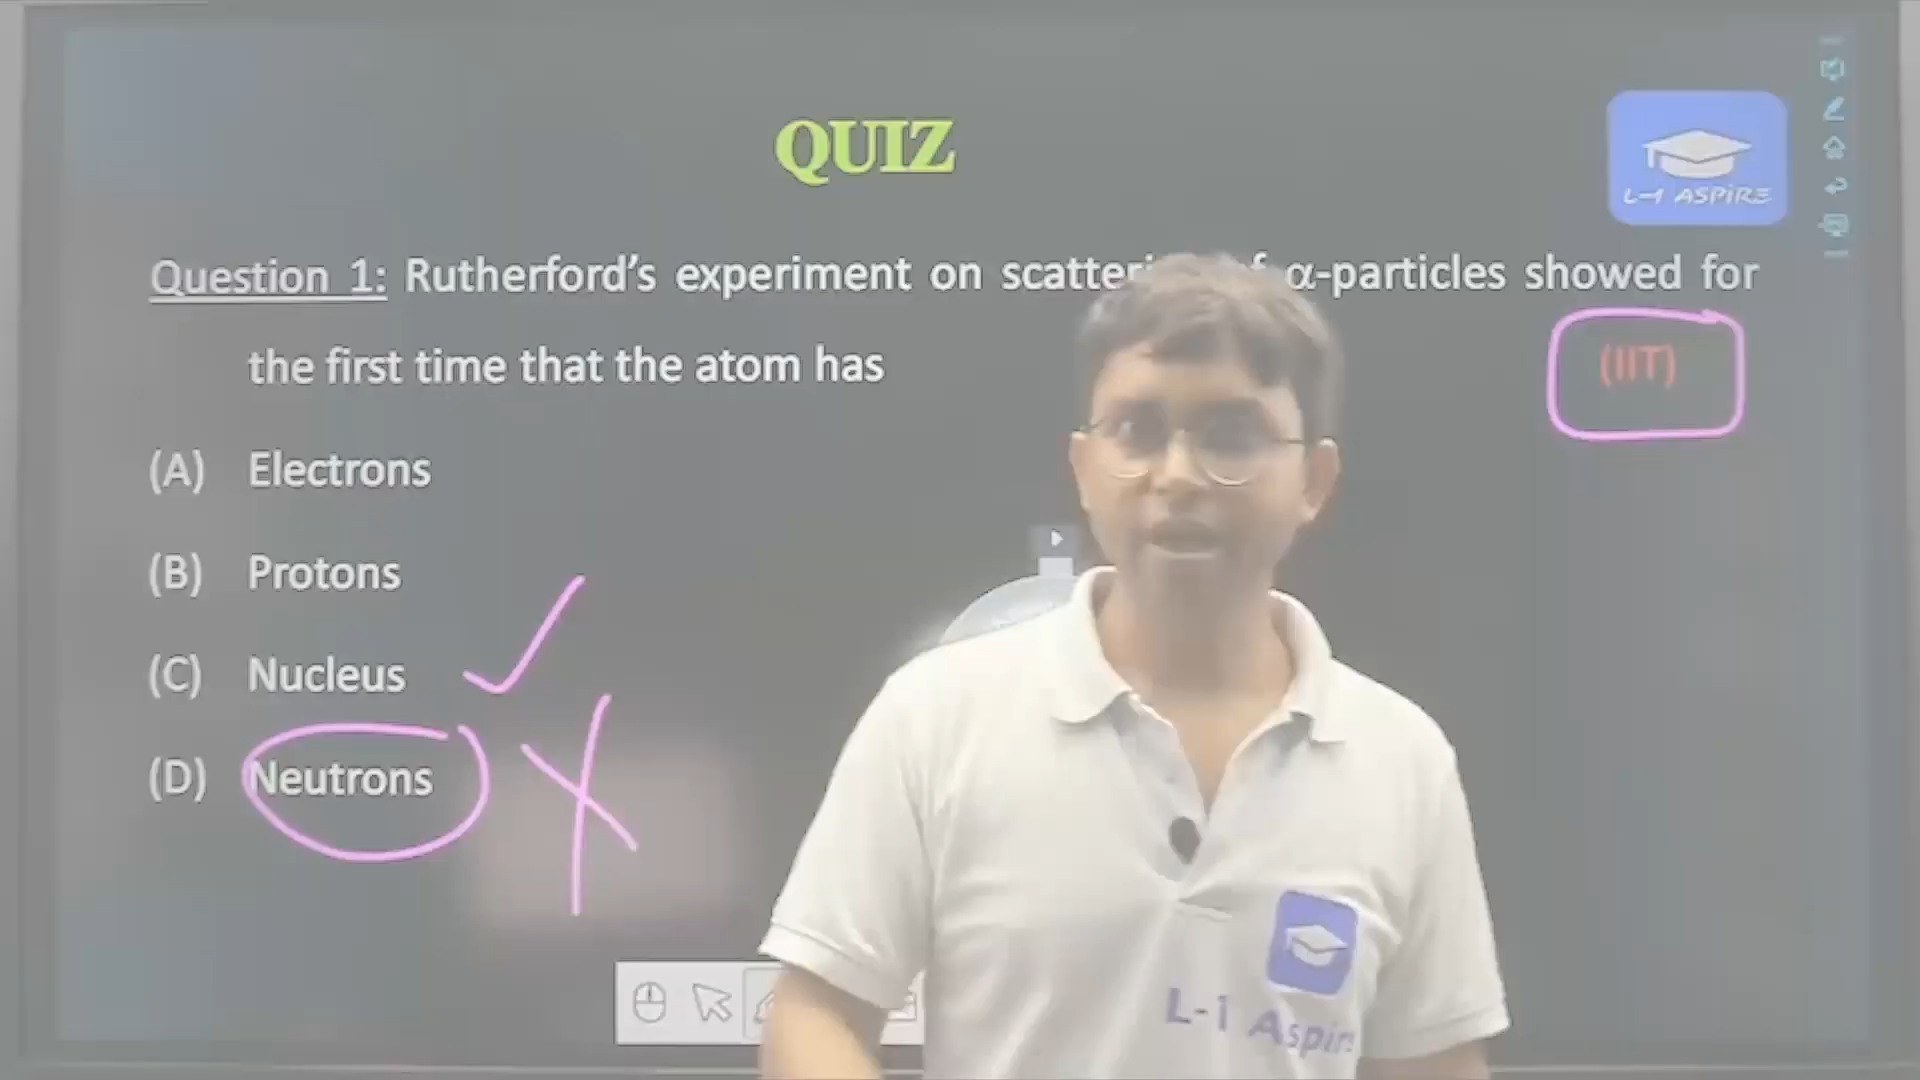 QUIZ
L-1 ASPiRE
Question 1: Rutherford's experiment on α-particles showed for
the first time that the atom has
(IIT)
(A) Electrons
(B) Protons
(C) Nucleus
(D) Neutrons
L-1 Aspire